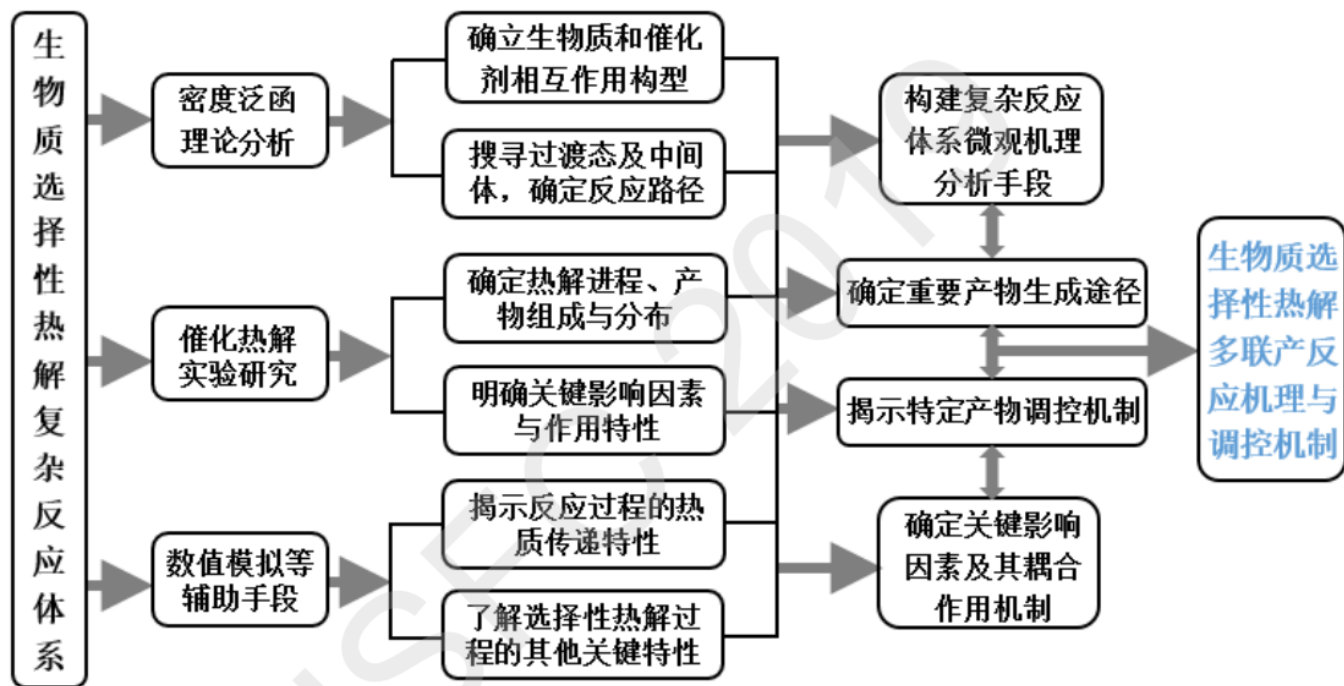 生物质选择性热解复杂反应体系
密度泛函
理论分析
催化热解
实验研究
数值模拟等
辅助手段
确立生物质和催化
剂相互作用构型
搜寻过渡态及中间
体，确定反应路径
确定热解进程、产
物组成与分布
明确关键影响因素
与作用特性
揭示反应过程的热
质传递特性
了解选择性热解过
程的其他关键特性
构建复杂反应
体系微观机理
分析手段
确定重要产物生成途径
揭示特定产物调控机制
确定关键影响
因素及其耦合
作用机制
生物质选
择性热解
多联产反
应机理与
调控机制
NSFC 2019